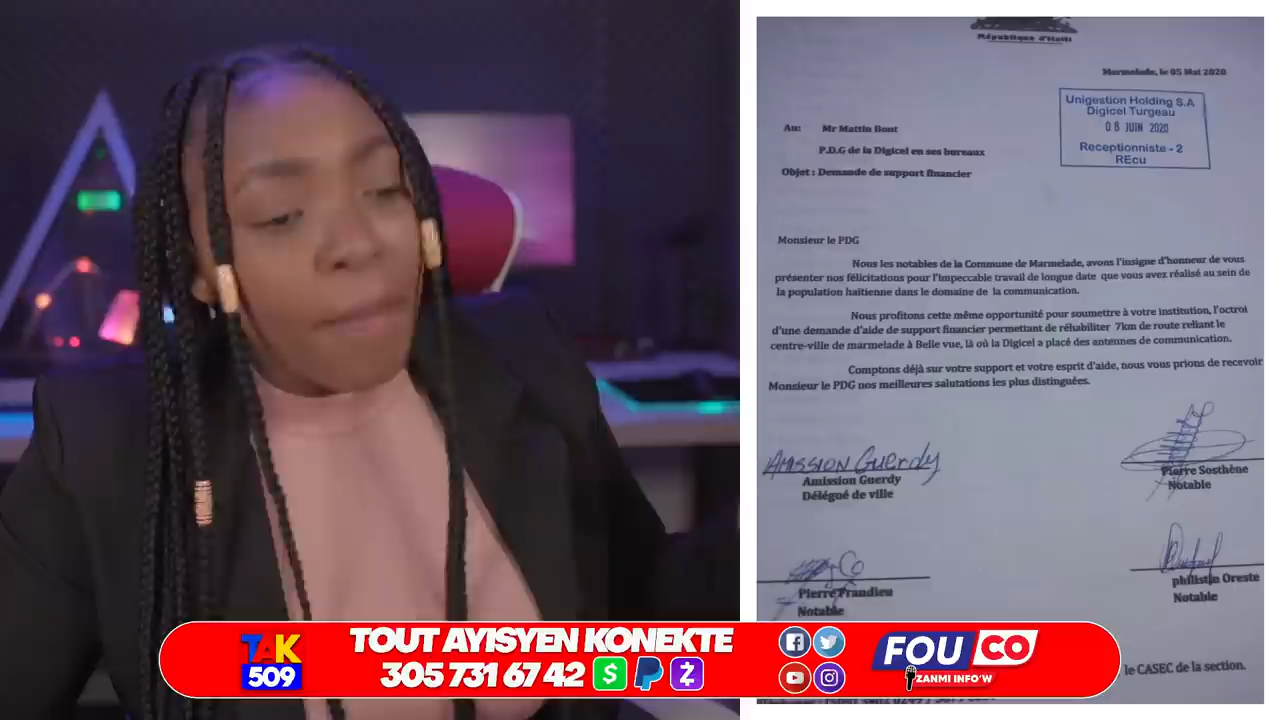 République d'Haïti
Marmelade, le 05 Mai 2020
Unigestion Holding S.A
Digicel Turgeau
08 JUIN 2020
Receptionniste - 2
REcu
Au: Mr Mattin Bont
P.D.G de la Digicel en ses bureaux
Objet : Demande de support financier
Monsieur le PDG
Nous les notables de la Commune de Marmelade, avons l'insigne d'honneur de vous
présenter nos félicitations pour l'impeccable travail de longue date que vous avez réalisé au sein de
la population haïtienne dans le domaine de la communication.
Nous profitons cette même opportunité pour soumettre à votre institution, l'octroi
d'une demande d'aide de support financier permettant de réhabiliter 7km de route reliant le
centre-ville de marmelade à Belle vue, là où la Digicel a placé des antennes de communication.
Comptons déjà sur votre support et votre esprit d'aide, nous vous prions de recevoir
Monsieur le PDG nos meilleures salutations les plus distinguées.
Amission Guerdy
Amission Guerdy
Délégué de ville
Pierre Sosthène
Notable
Pierre Frandieu
Notable
philistin Oreste
Notable
le CASEC de la section.
TAK
509
TOUT AYISYEN KONEKTE
305 731 67 42
FOUCO
ZANMI INFO'W